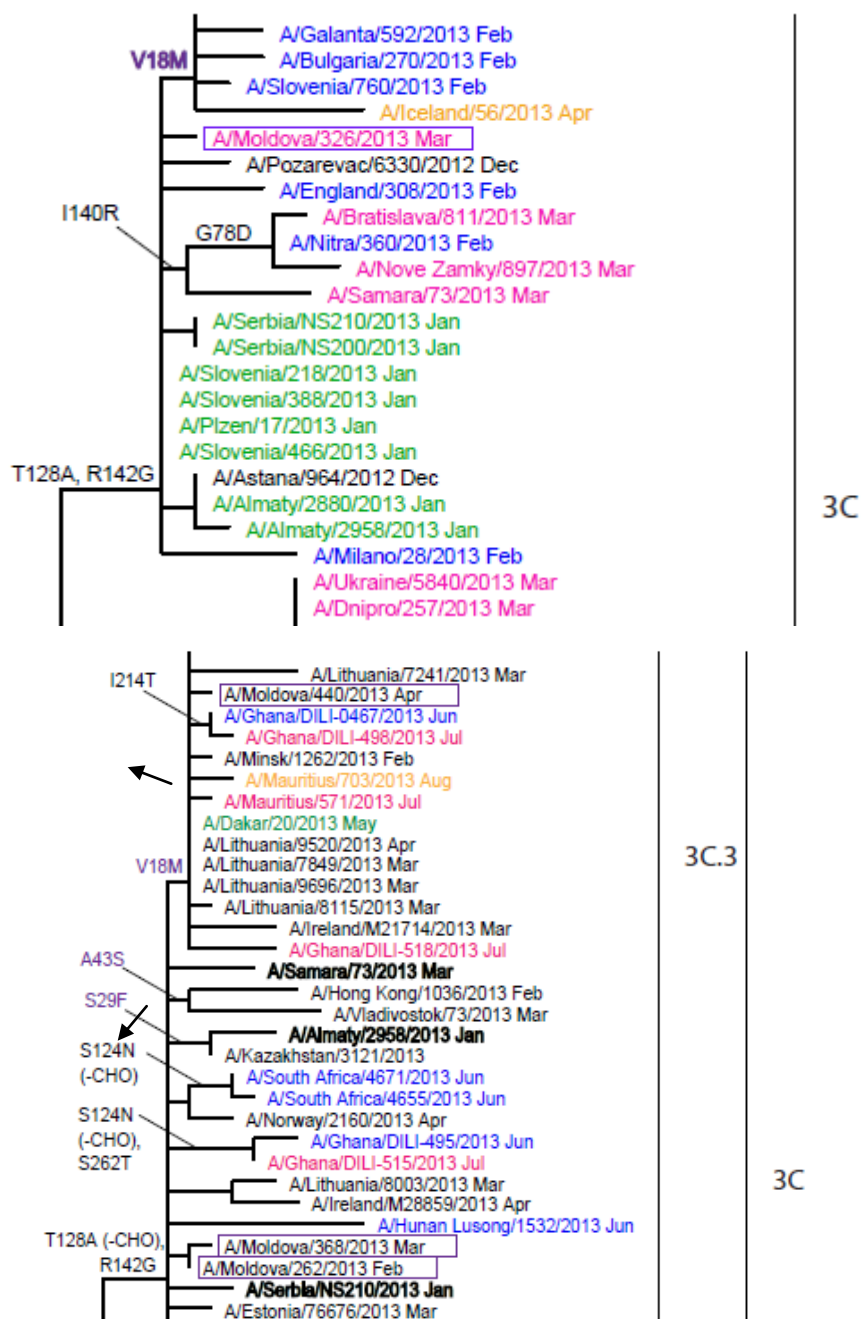 A/Galanta/592/2013 Feb
V18M
A/Bulgaria/270/2013 Feb
A/Slovenia/760/2013 Feb
A/Iceland/56/2013 Apr
A/Moldova/326/2013 Mar
A/Pozarevac/6330/2012 Dec
A/England/308/2013 Feb
I140R
A/Bratislava/811/2013 Mar
G78D
A/Nitra/360/2013 Feb
A/Nove Zamky/897/2013 Mar
A/Samara/73/2013 Mar
A/Serbia/NS210/2013 Jan
A/Serbia/NS200/2013 Jan
A/Slovenia/218/2013 Jan
A/Slovenia/388/2013 Jan
A/Plzen/17/2013 Jan
A/Slovenia/466/2013 Jan
T128A, R142G
A/Astana/964/2012 Dec
A/Almaty/2880/2013 Jan
3C
A/Almaty/2958/2013 Jan
A/Milano/28/2013 Feb
A/Ukraine/5840/2013 Mar
A/Dnipro/257/2013 Mar
A/Lithuania/7241/2013 Mar
I214T
A/Moldova/440/2013 Apr
A/Ghana/DILI-0467/2013 Jun
A/Ghana/DILI-498/2013 Jul
A/Minsk/1262/2013 Feb
A/Mauritius/703/2013 Aug
A/Mauritius/571/2013 Jul
A/Dakar/20/2013 May
A/Lithuania/9520/2013 Apr
3C.3
V18M
A/Lithuania/7849/2013 Mar
A/Lithuania/9696/2013 Mar
A/Lithuania/8115/2013 Mar
A/Ireland/M21714/2013 Mar
A/Ghana/DILI-518/2013 Jul
A43S
A/Samara/73/2013 Mar
A/Hong Kong/1036/2013 Feb
S29F
A/Vladivostok/73/2013 Mar
A/Almaty/2958/2013 Jan
S124N
A/Kazakhstan/3121/2013
(-CHO)
A/South Africa/4671/2013 Jun
A/South Africa/4655/2013 Jun
S124N
A/Norway/2160/2013 Apr
(-CHO),
A/Ghana/DILI-495/2013 Jun
S262T
A/Ghana/DILI-515/2013 Jul
A/Lithuania/8003/2013 Mar
3C
A/Ireland/M28859/2013 Apr
A/Hunan Lusong/1532/2013 Jun
T128A (-CHO),
A/Moldova/368/2013 Mar
R142G
A/Moldova/262/2013 Feb
A/Serbia/NS210/2013 Jan
A/Estonia/76676/2013 Mar